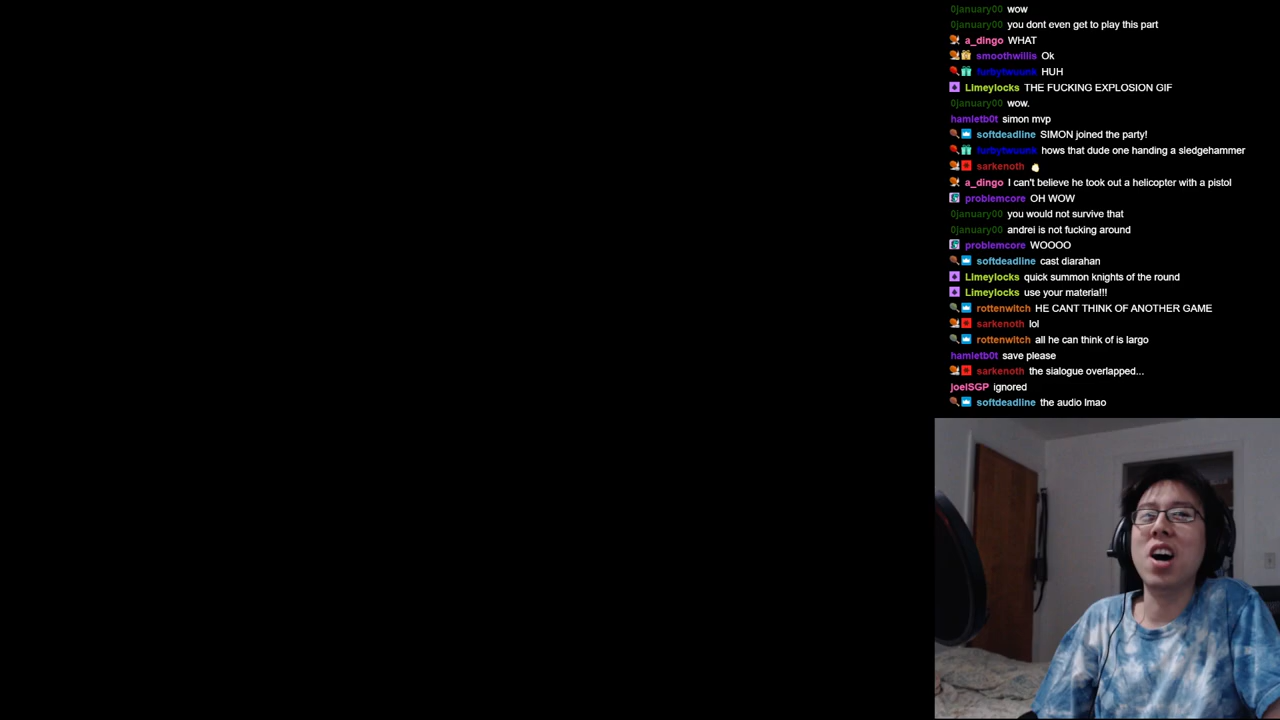 0january00 wow
0january00 you dont even get to play this part
a_dingo WHAT
smoothwillis Ok
furbytwuunk HUH
Limeylocks THE FUCKING EXPLOSION GIF
0january00 wow.
hamletb0t simon mvp
softdeadline SIMON joined the party!
furbytwuunk hows that dude one handing a sledgehammer
sarkenoth
a_dingo I can't believe he took out a helicopter with a pistol
problemcore OH WOW
0january00 you would not survive that
0january00 andrei is not fucking around
problemcore WOOOO
softdeadline cast diarahan
Limeylocks quick summon knights of the round
Limeylocks use your materia!!!
rottenwitch HE CANT THINK OF ANOTHER GAME
sarkenoth lol
rottenwitch all he can think of is largo
hamletb0t save please
sarkenoth the sialogue overlapped...
joelSGP ignored
softdeadline the audio lmao